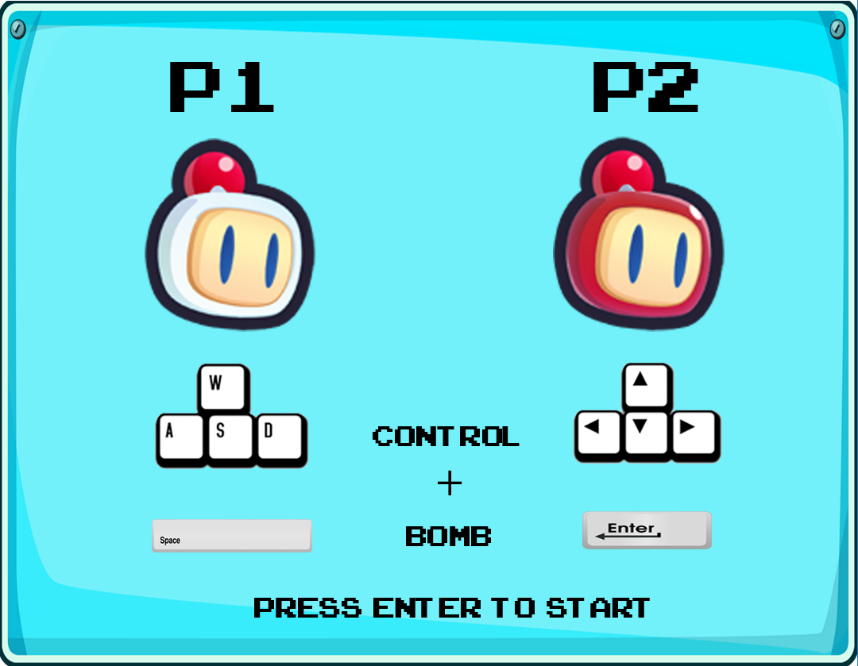 P1 P2
W
A S D
▲
◄ ▼ ►
CONTROL
+
Space BOMB Enter
PRESS ENTER TO START